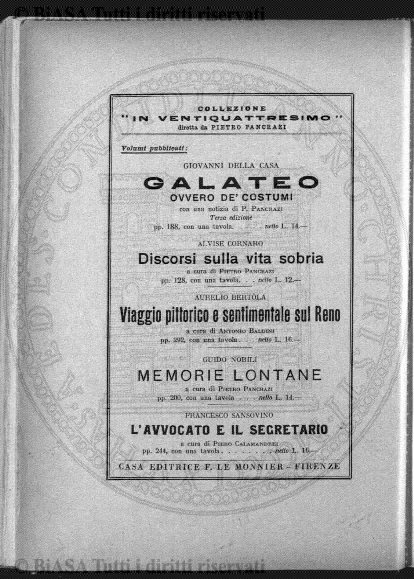 © BiASA Tutti i diritti riservati
COLLEZIONE
"IN VENTIQUATTRESIMO"
diretta da PIETRO PANCRAZI
Volumi pubblicati:
GIOVANNI DELLA CASA
GALATEO
OVVERO DE' COSTUMI
con una notizia di P. PANCRAZI
Terza edizione
pp. 188, con una tavola. . . netto L. 14.—
ALVISE CORNARO
Discorsi sulla vita sobria
a cura di PIETRO PANCRAZI
pp. 128, con una tavola. . . netto L. 12.—
AURELIO BERTÒLA
Viaggio pittorico e sentimentale sul Reno
a cura di ANTONIO BALDINI
pp. 292, con una tavola . . netto L. 16.—
GUIDO NOBILI
MEMORIE LONTANE
a cura di PIETRO PANCRAZI
pp. 200, con una tavola . . . netto L. 14.—
FRANCESCO SANSOVINO
L'AVVOCATO E IL SEGRETARIO
a cura di PIERO CALAMANDREI
pp. 244, con una tavola . . . . . . . . netto L. 16.—
CASA EDITRICE F. LE MONNIER – FIRENZE
© BiASA Tutti i diritti riservati